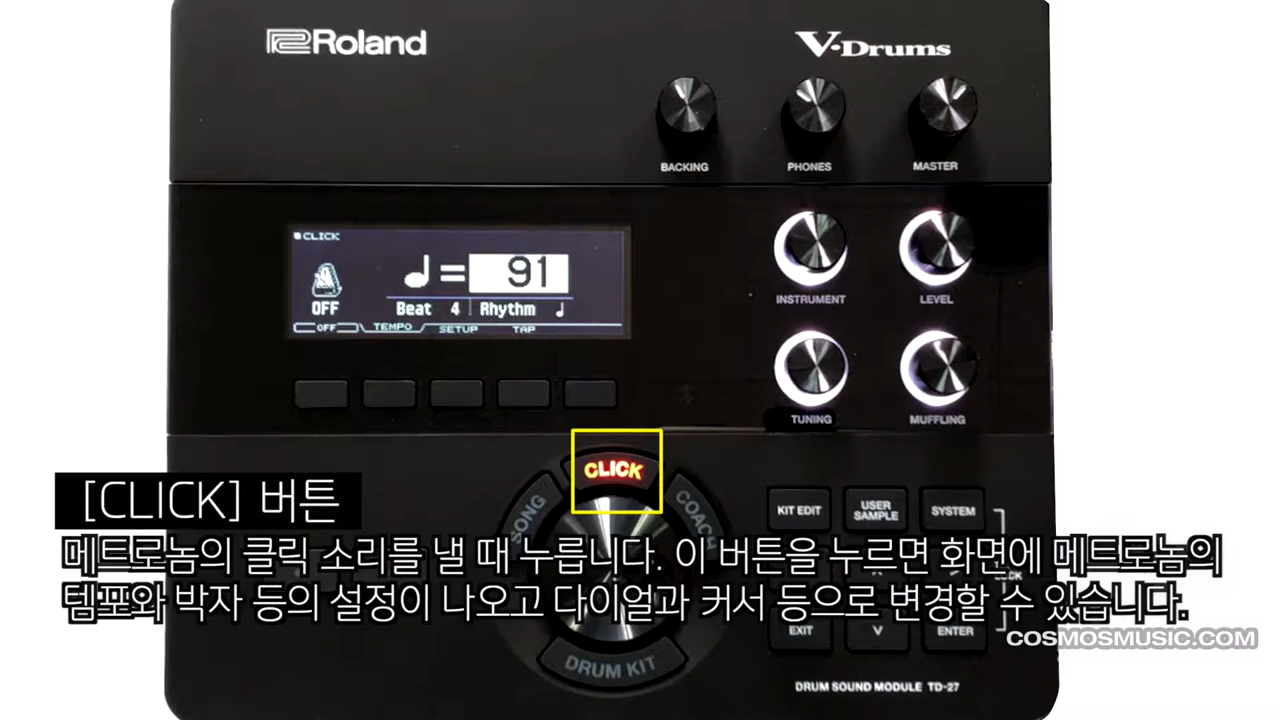 Roland
V-Drums
BACKING
PHONES
MASTER
CLICK
♩= 91
OFF
Beat 4 Rhythm ♩
OFF TEMPO SETUP TAP
INSTRUMENT
LEVEL
TUNING
MUFFLING
CLICK
SONG
COACH
KIT EDIT
USER
SAMPLE
SYSTEM
[CLICK] 버튼
메트로놈의 클릭 소리를 낼 때 누릅니다. 이 버튼을 누르면 화면에 메트로놈의
템포와 박자 등의 설정이 나오고 다이얼과 커서 등으로 변경할 수 있습니다.
EXIT
ENTER
COSMOSMUSIC.COM
DRUM KIT
DRUM SOUND MODULE TD-27